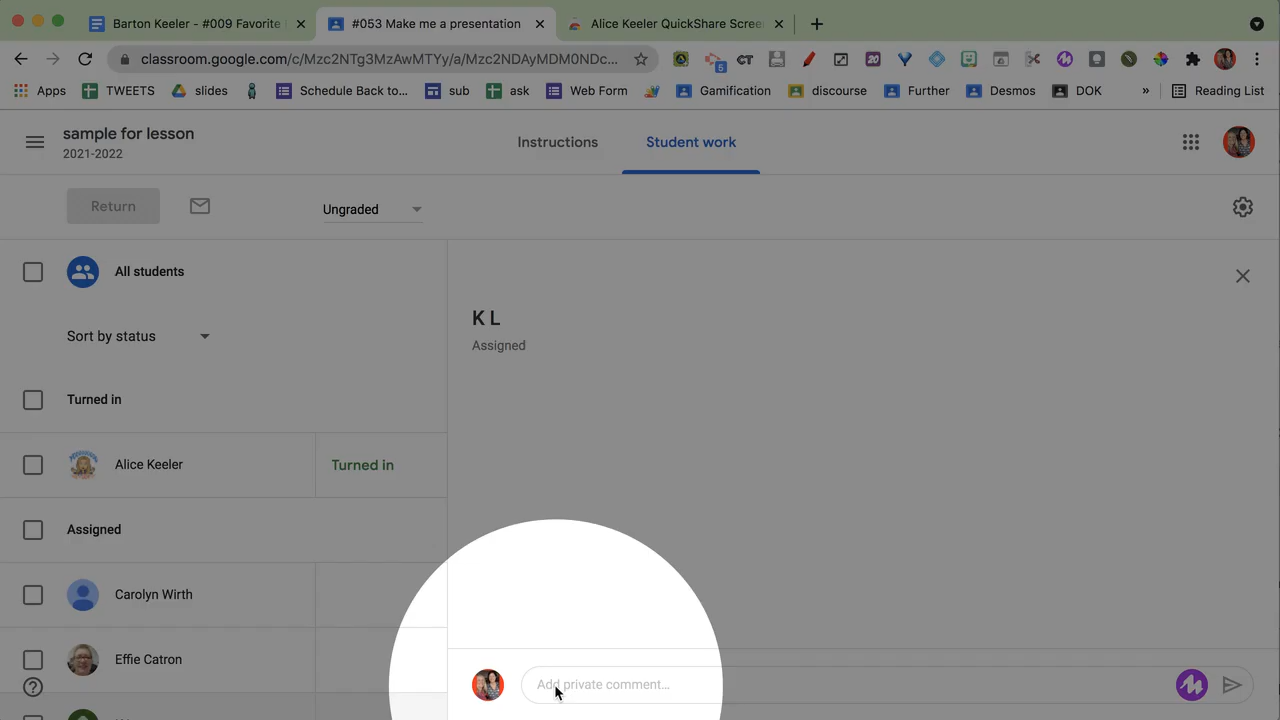 Barton Keeler - #009 Favorite
#053 Make me a presentation
Alice Keeler QuickShare Scree
classroom.google.com/c/Mzc2NTg3MzAwMTYy/a/Mzc2NDAyMDM0NDc...
5
CT
20
Apps
TWEETS
slides
Schedule Back to...
sub
ask
Web Form
Gamification
discourse
Further
Desmos
DOK
»
Reading List
sample for lesson
2021-2022
Instructions
Student work
Return
Ungraded
All students
K L
Assigned
Sort by status
Turned in
Alice Keeler
Turned in
Assigned
Carolyn Wirth
Effie Catron
Add private comment...